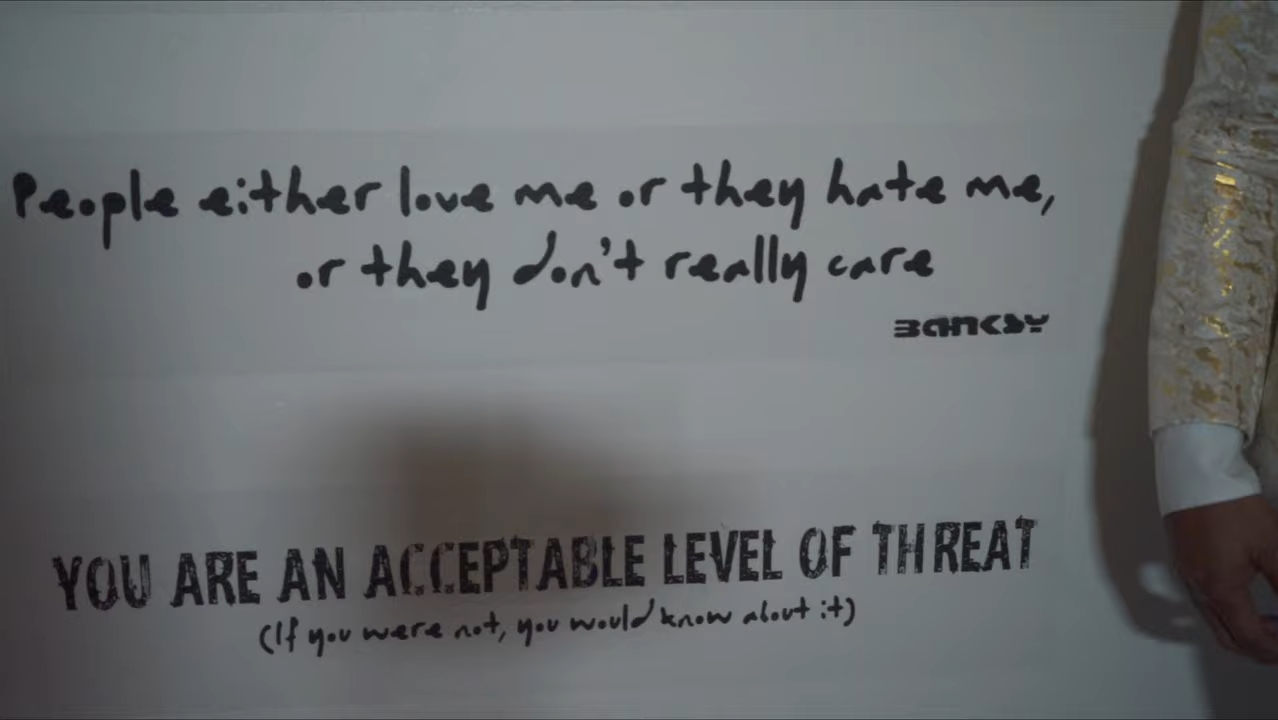 People either love me or they hate me,
or they don't really care
BANKSY
YOU ARE AN ACCEPTABLE LEVEL OF THREAT
(If you were not, you would know about it)